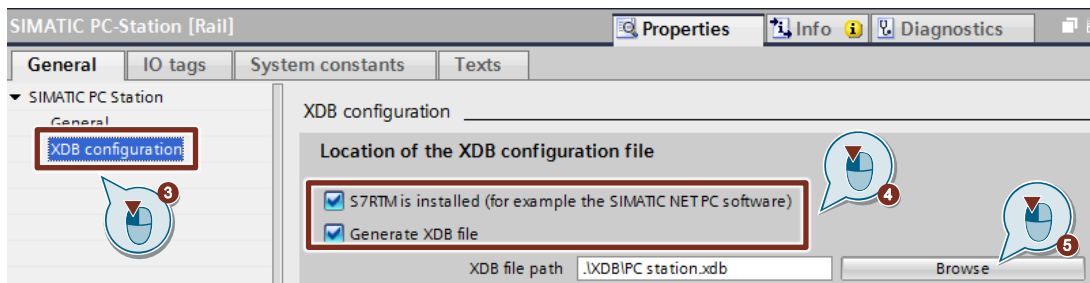 SIMATIC PC-Station [Rail]
Properties
Info
Diagnostics
General
IO tags
System constants
Texts
SIMATIC PC Station
General
XDB configuration
3
XDB configuration
Location of the XDB configuration file
S7RTM is installed (for example the SIMATIC NET PC software)
Generate XDB file
4
XDB file path
.\XDB\PC station.xdb
Browse
5